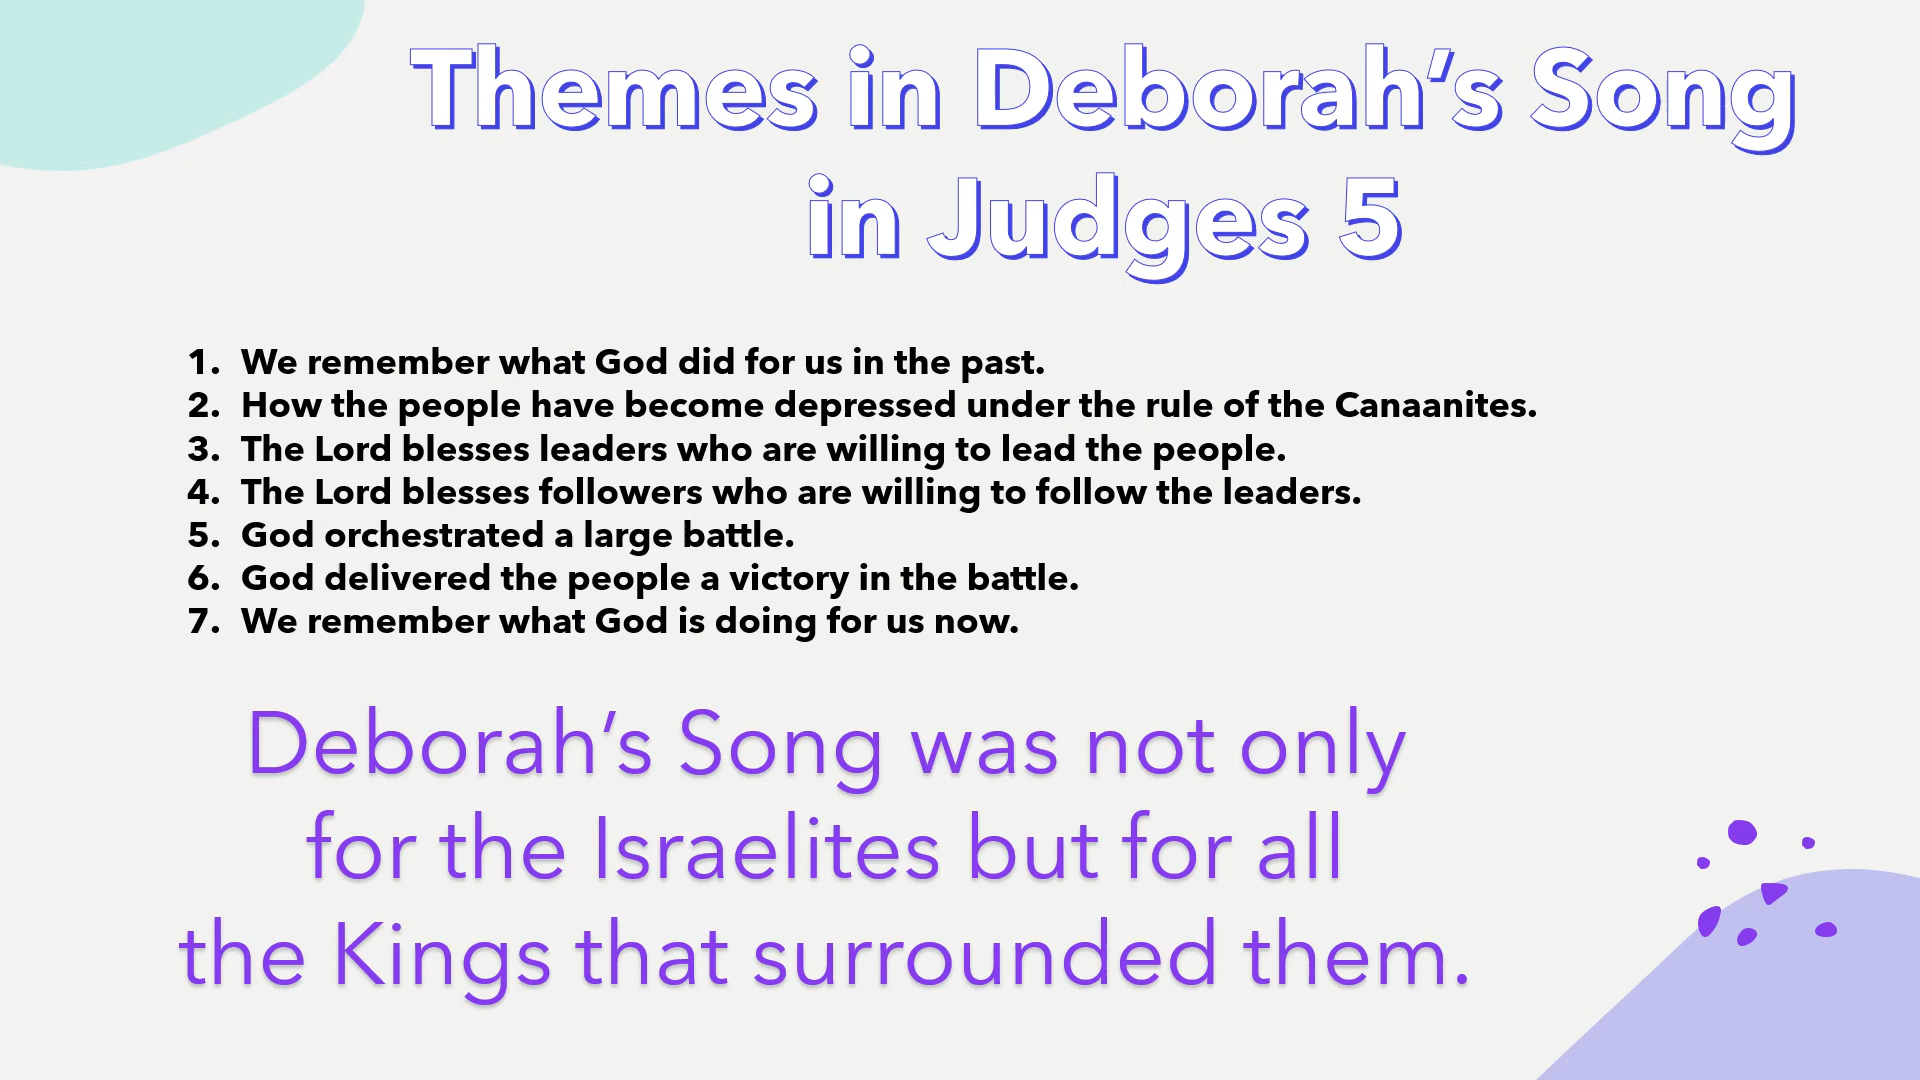 Themes in Deborah’s Song
in Judges 5
1. We remember what God did for us in the past.
2. How the people have become depressed under the rule of the Canaanites.
3. The Lord blesses leaders who are willing to lead the people.
4. The Lord blesses followers who are willing to follow the leaders.
5. God orchestrated a large battle.
6. God delivered the people a victory in the battle.
7. We remember what God is doing for us now.
Deborah’s Song was not only
for the Israelites but for all
the Kings that surrounded them.